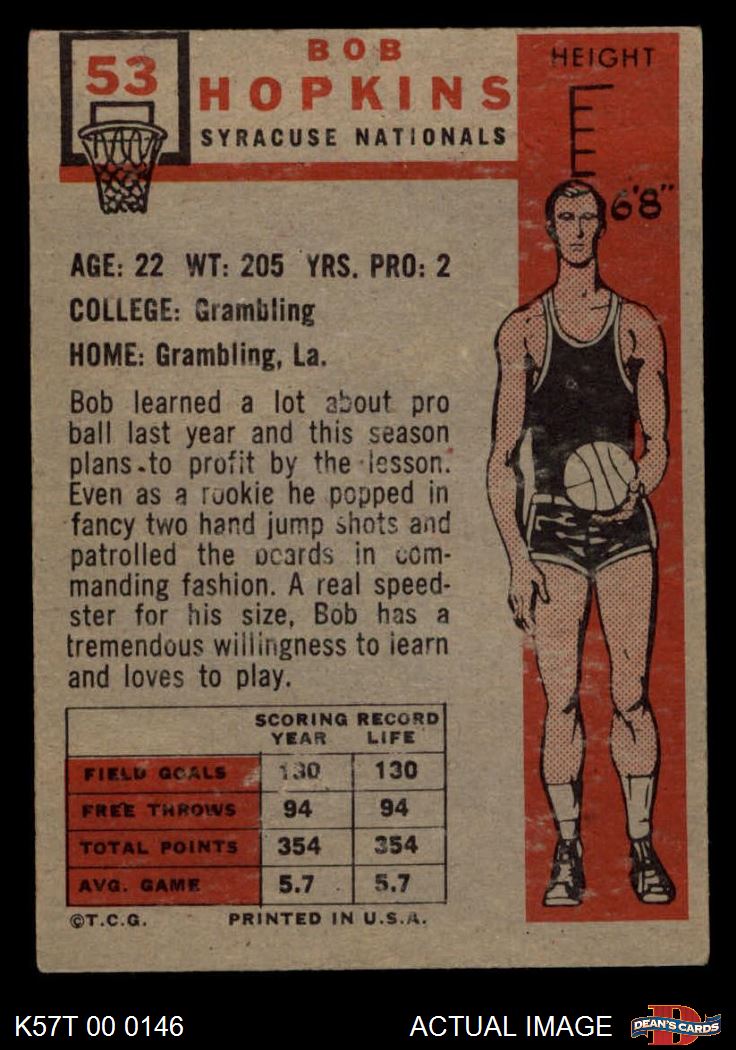 53
BOB
HOPKINS
SYRACUSE NATIONALS
HEIGHT
6'8"
AGE: 22 WT: 205 YRS. PRO: 2
COLLEGE: Grambling
HOME: Grambling, La.
Bob learned a lot about pro
ball last year and this season
plans to profit by the lesson.
Even as a rookie he popped in
fancy two hand jump shots and
patrolled the boards in com-
manding fashion. A real speed-
ster for his size, Bob has a
tremendous willingness to learn
and loves to play.
SCORING RECORD
YEAR LIFE
FIELD GOALS 130 130
FREE THROWS 94 94
TOTAL POINTS 354 354
AVG. GAME 5.7 5.7
©T.C.G. PRINTED IN U.S.A.
K57T 00 0146 ACTUAL IMAGE
D
DEAN'S CARDS